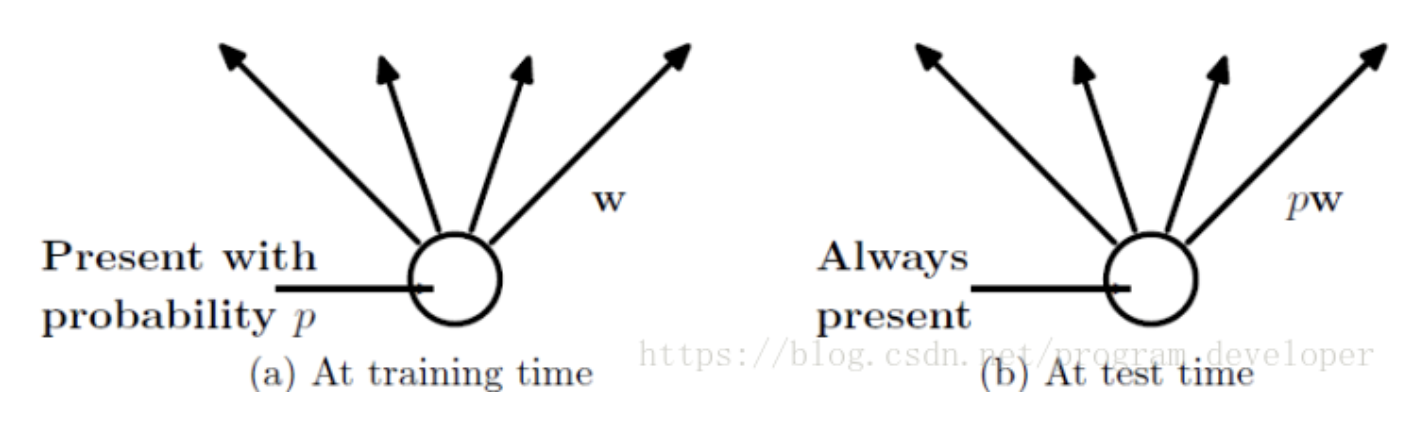 w
Present with
probability p
(a) At training time
pw
Always
present
https://blog.csdn.net/program_developer
(b) At test time